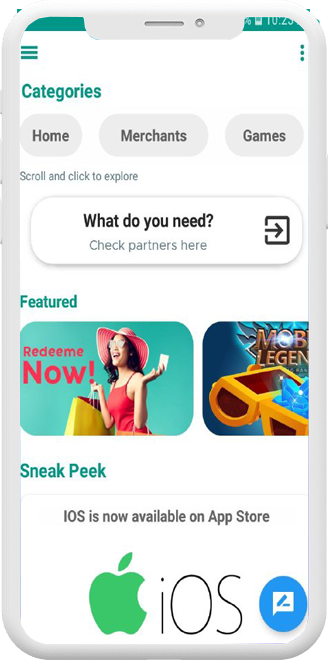 10:23
Categories
Home Merchants Games
Scroll and click to explore
What do you need?
Check partners here
Featured
Redeeme
Now!
MOB
LEGEN
Sneak Peek
IOS is now available on App Store
iOS